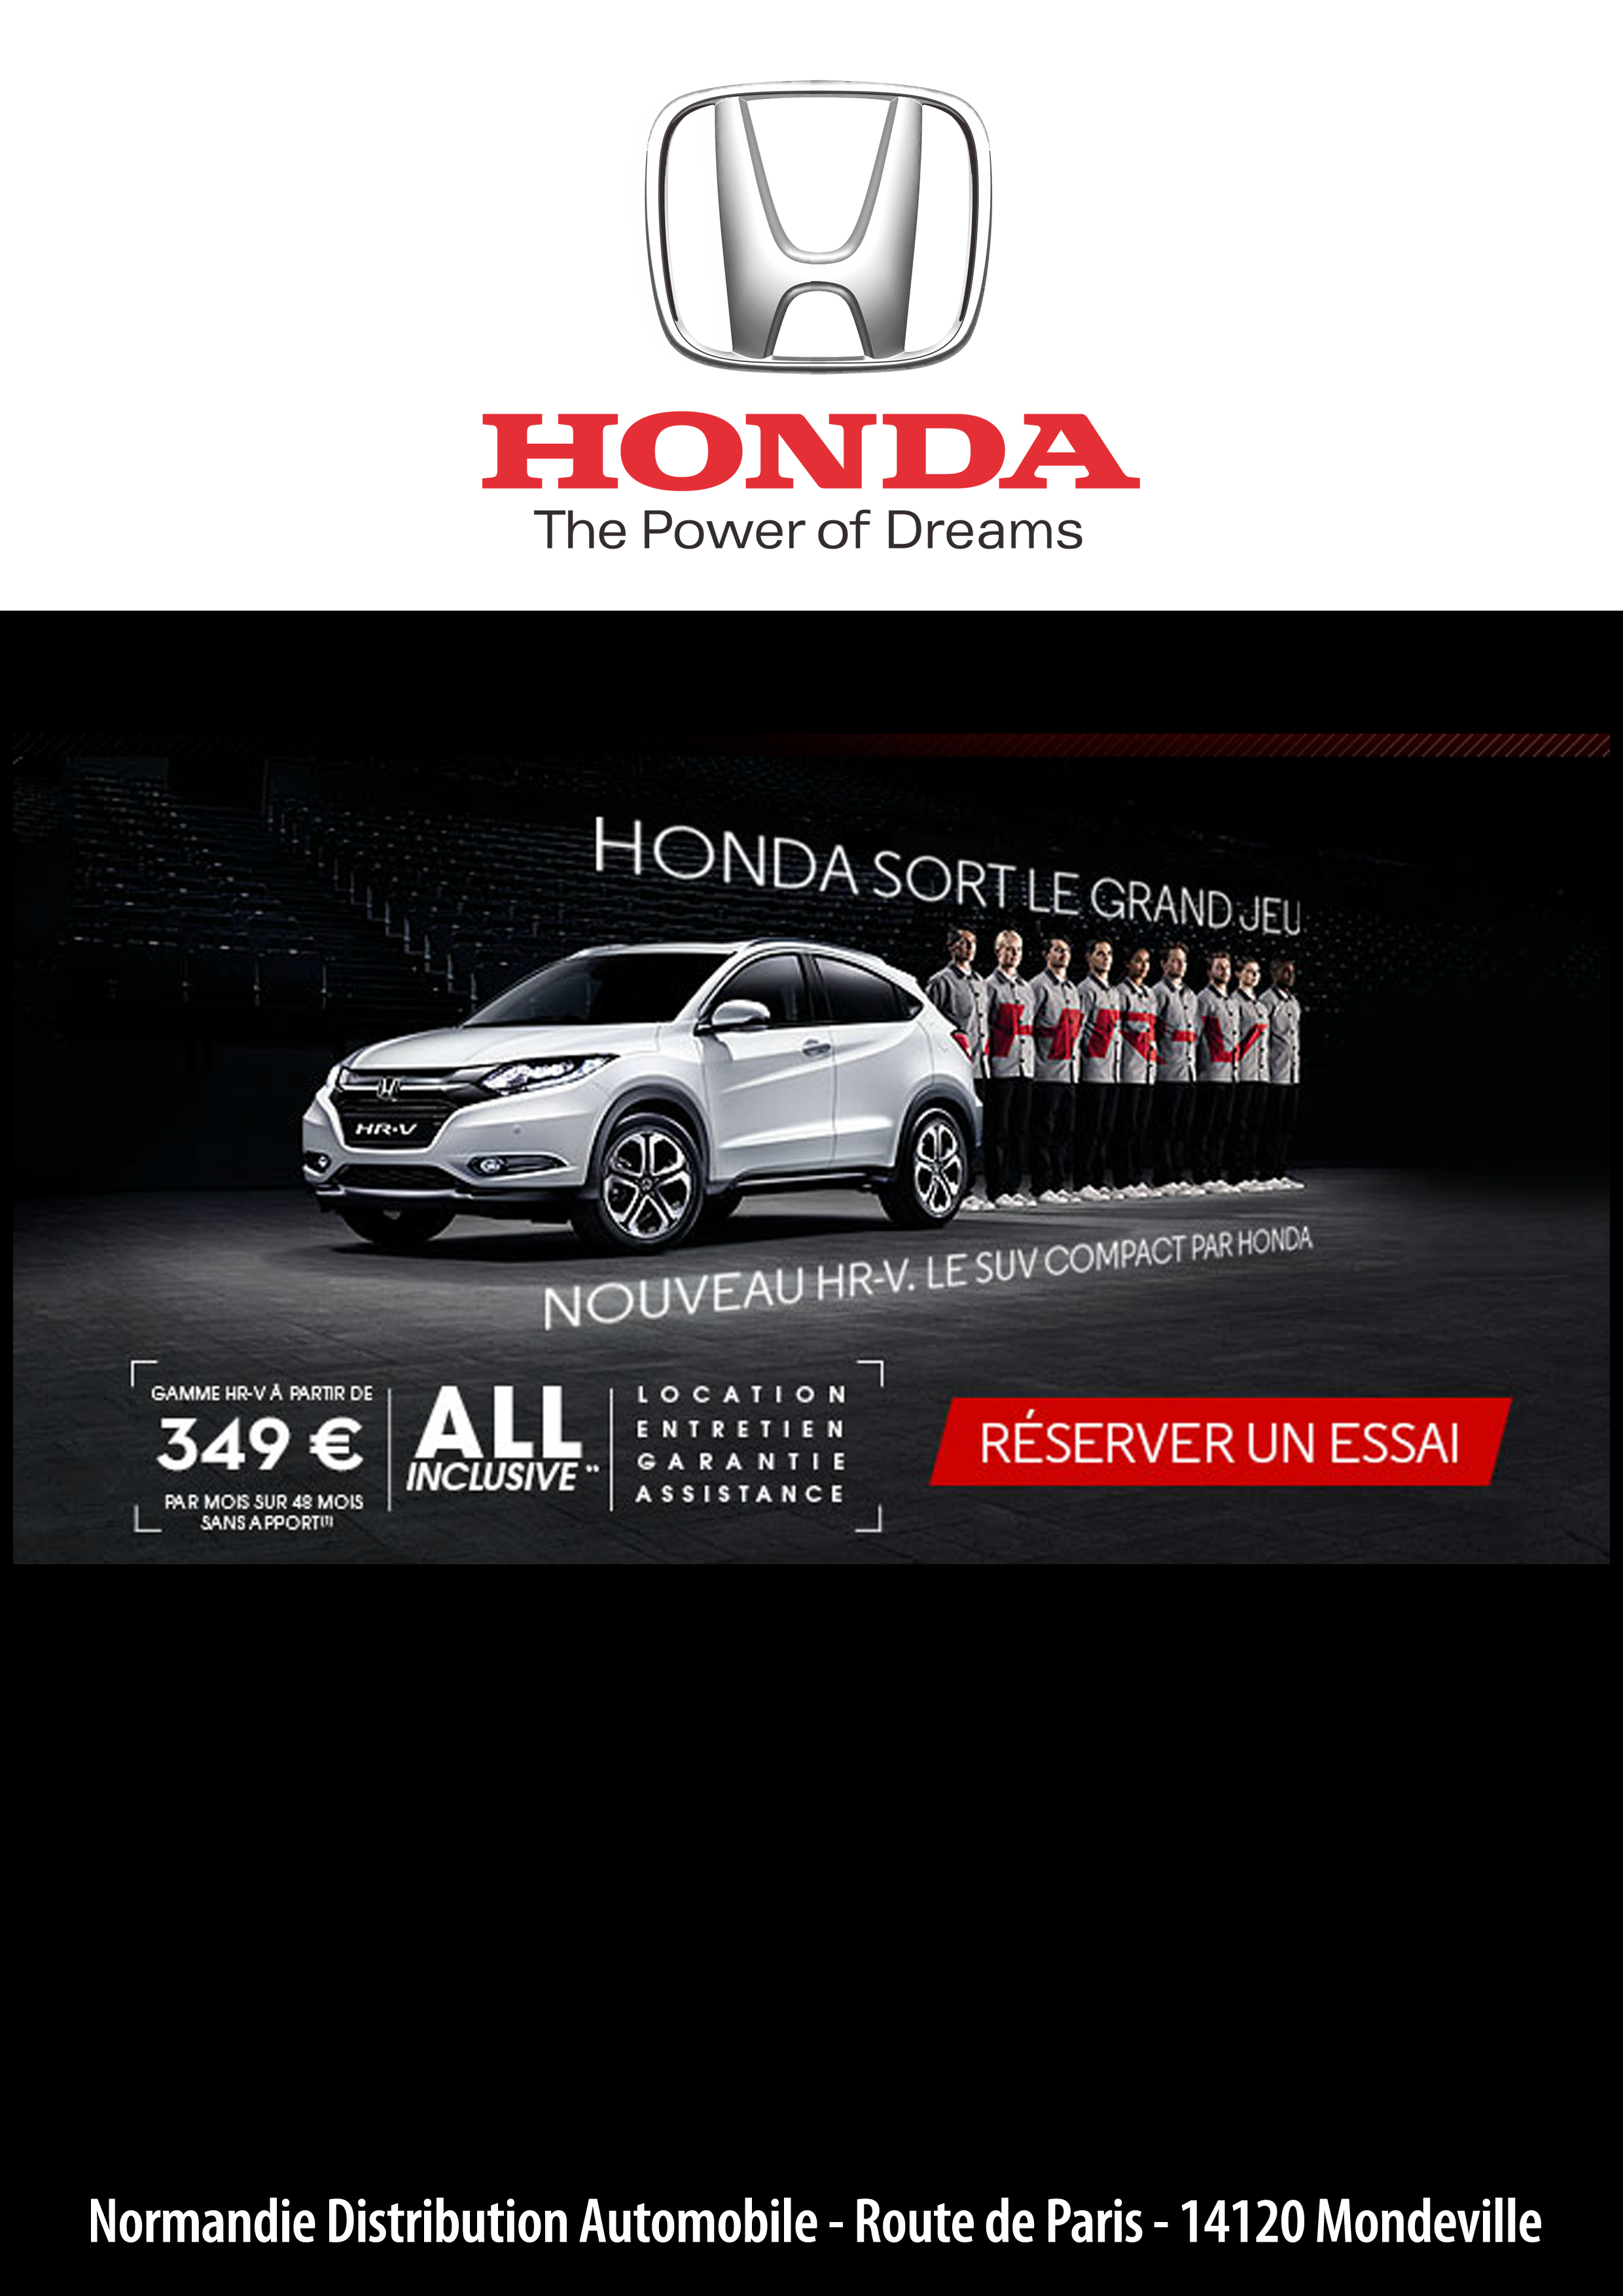 HONDA
The Power of Dreams
HONDA SORT LE GRAND JEU
HR-V
HR-V
NOUVEAU HR-V. LE SUV COMPACT PAR HONDA
GAMME HR-V À PARTIR DE
349 €
PAR MOIS SUR 48 MOIS
SANS APPORT(1)
ALL
INCLUSIVE**
LOCATION
ENTRETIEN
GARANTIE
ASSISTANCE
RÉSERVER UN ESSAI
Normandie Distribution Automobile - Route de Paris - 14120 Mondeville